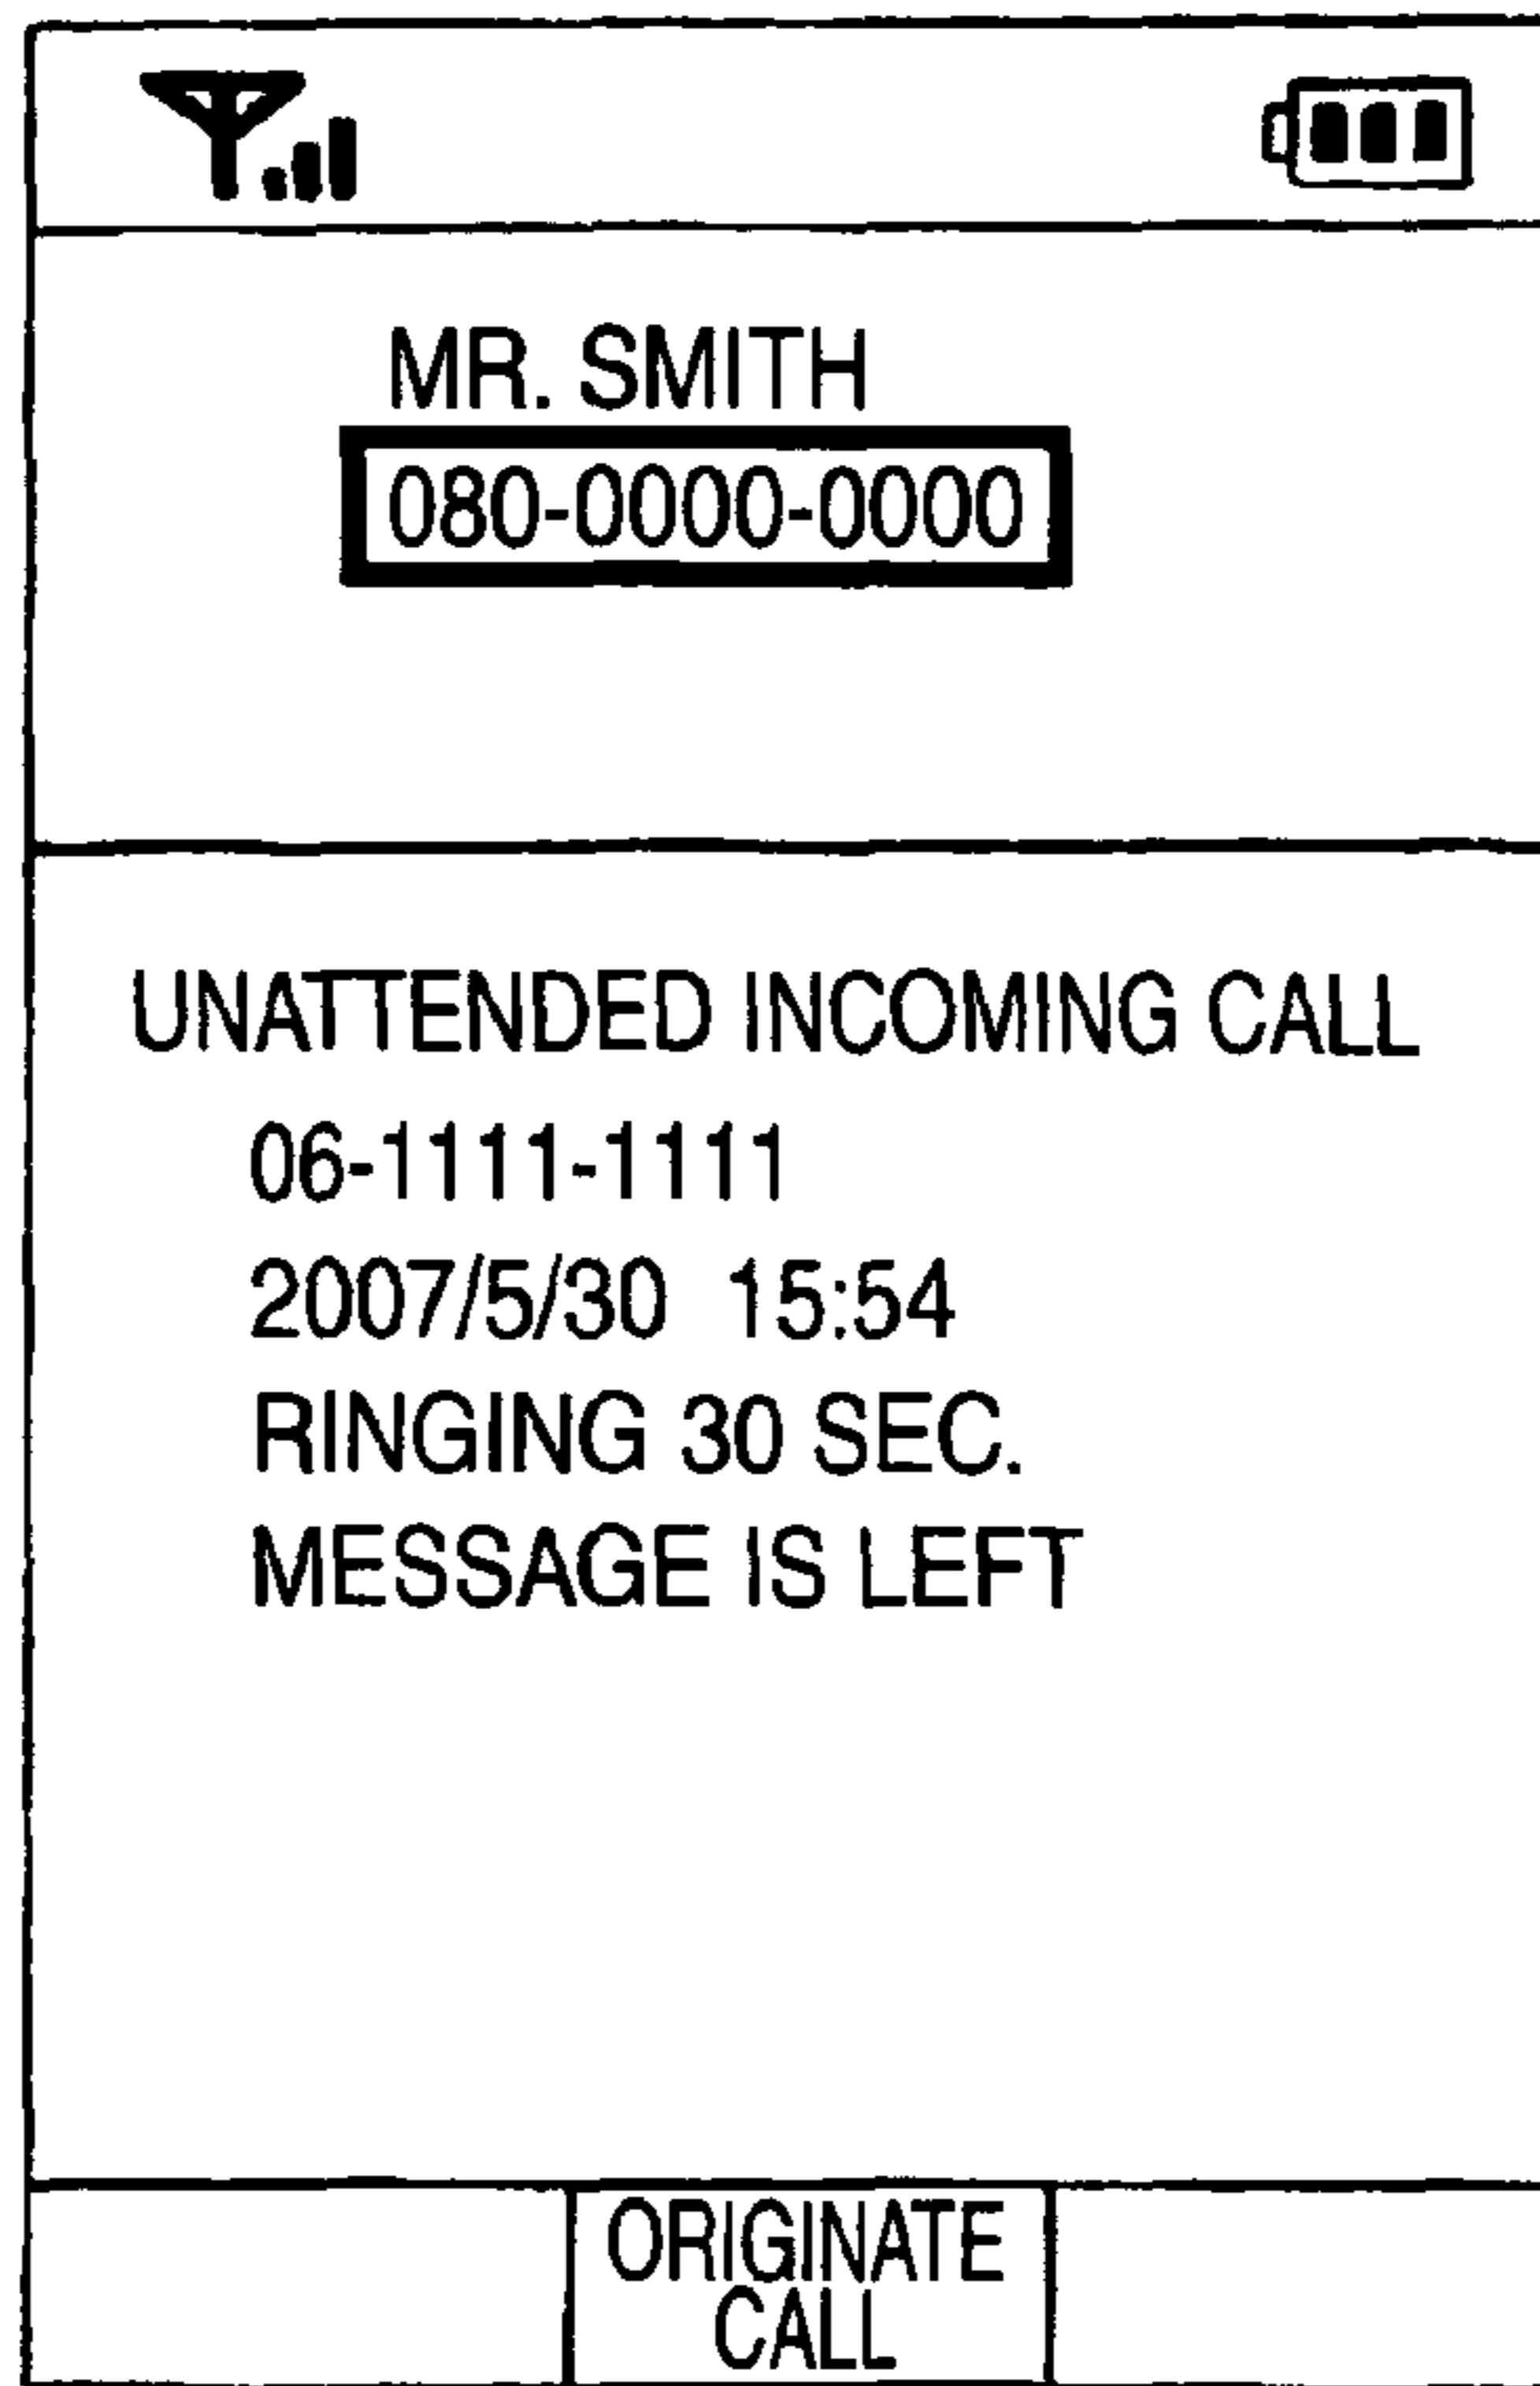 MR. SMITH
080-0000-0000
UNATTENDED INCOMING CALL
06-1111-1111
2007/5/30 15:54
RINGING 30 SEC.
MESSAGE IS LEFT
ORIGINATE
CALL